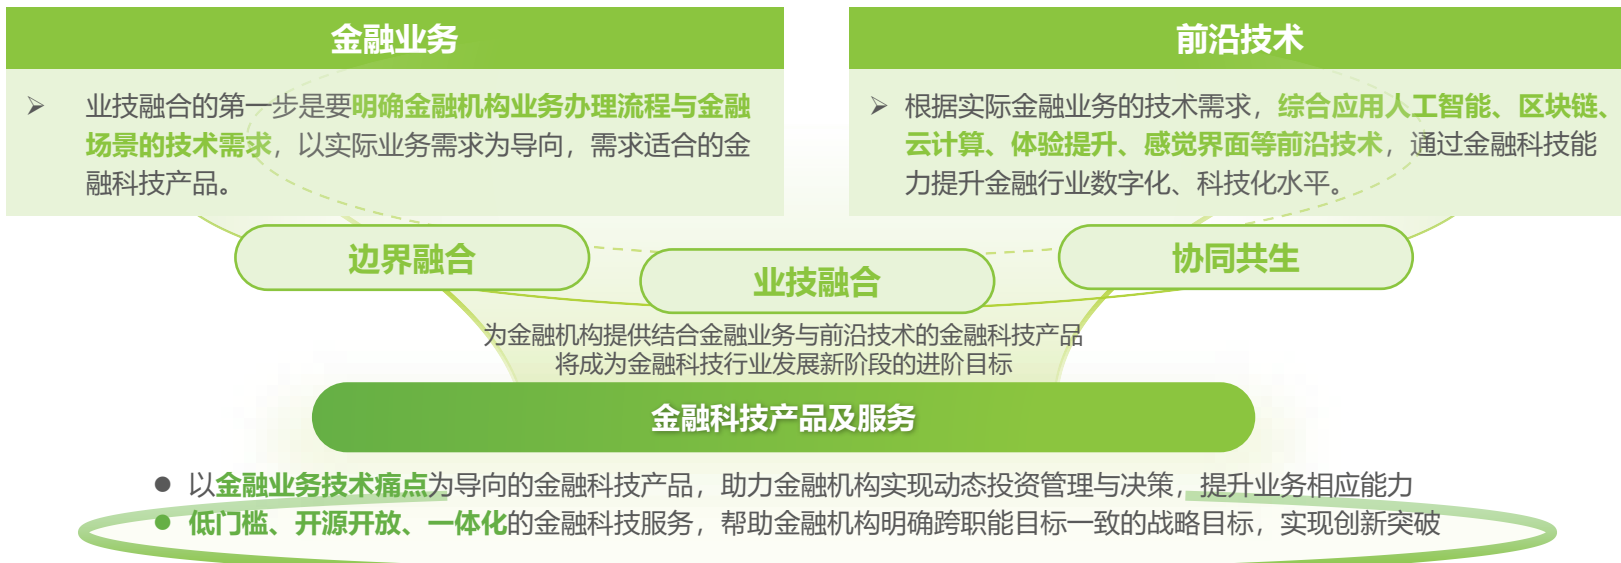 金融业务
业技融合的第一步是要明确金融机构业务办理流程与金融
场景的技术需求，以实际业务需求为导向，需求适合的金
融科技产品。
前沿技术
根据实际金融业务的技术需求，综合应用人工智能、区块链、
云计算、体验提升、感觉界面等前沿技术，通过金融科技能
力提升金融行业数字化、科技化水平。
边界融合
业技融合
协同共生
为金融机构提供结合金融业务与前沿技术的金融科技产品
将成为金融科技行业发展新阶段的进阶目标
金融科技产品及服务
以金融业务技术痛点为导向的金融科技产品，助力金融机构实现动态投资管理与决策，提升业务相应能力
低门槛、开源开放、一体化的金融科技服务，帮助金融机构明确跨职能目标一致的战略目标，实现创新突破